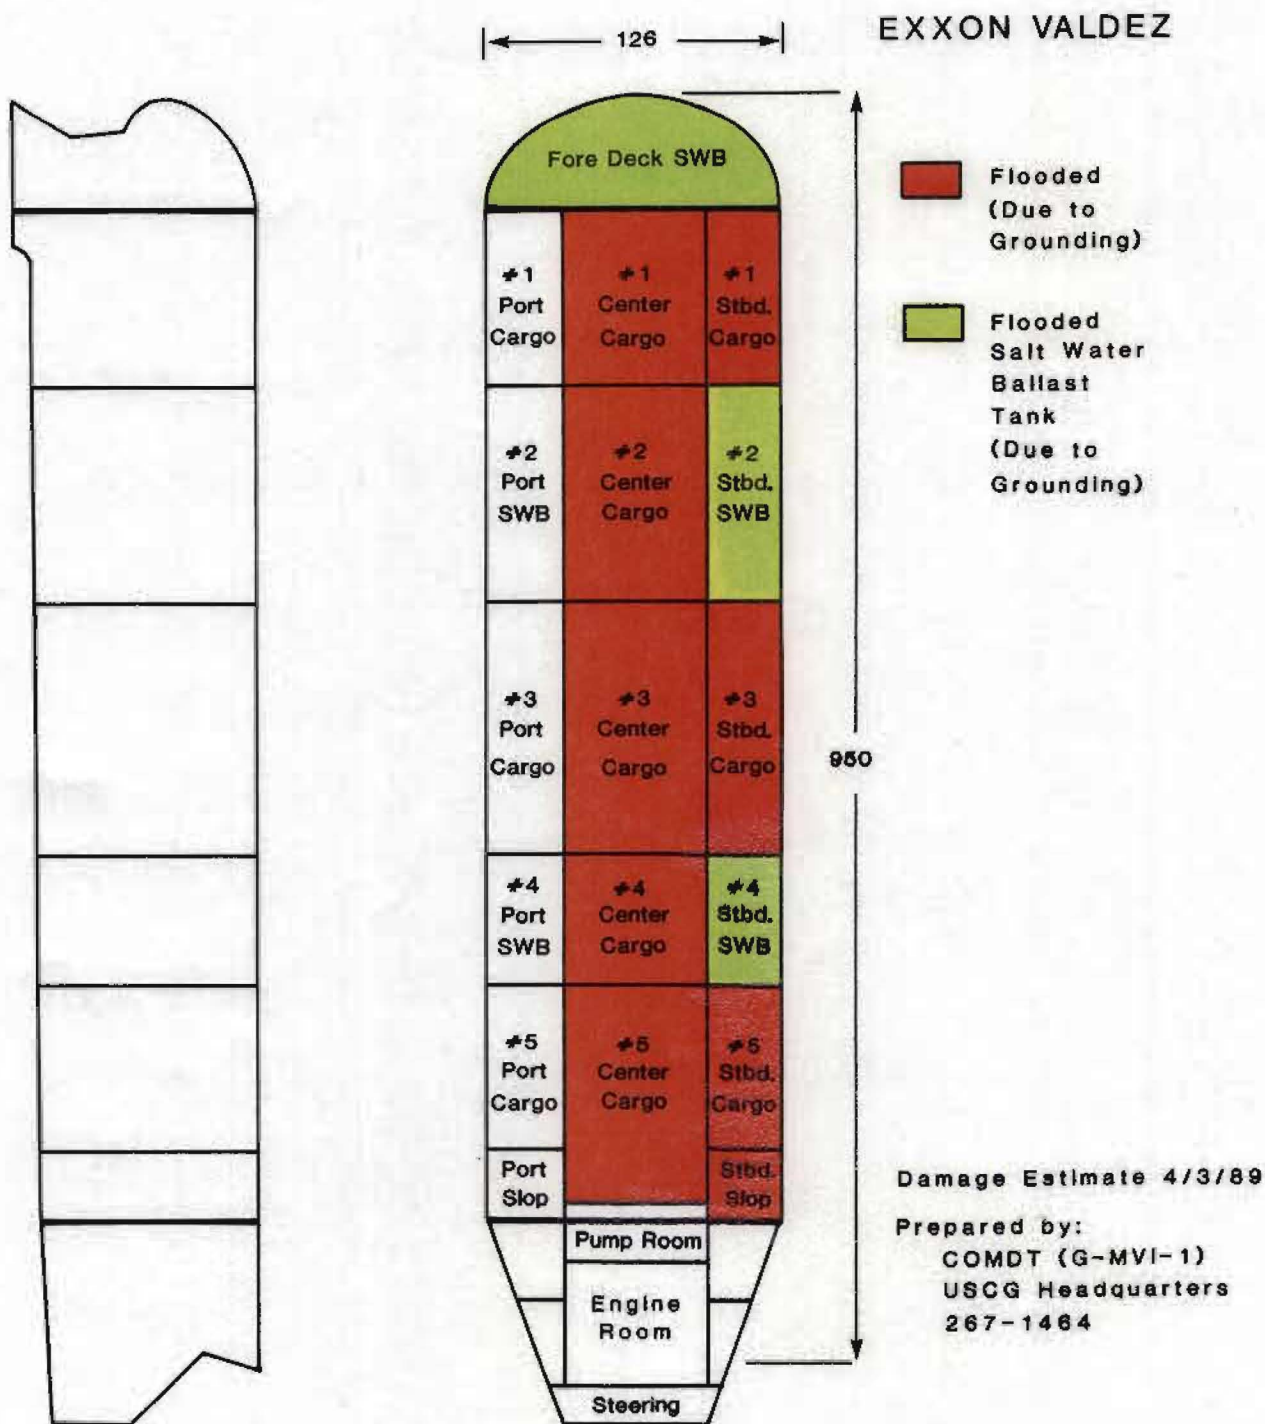 126
EXXON VALDEZ
Fore Deck SWB
Flooded
(Due to
Grounding)
Flooded
Salt Water
Ballast
Tank
(Due to
Grounding)
#1
Port
Cargo
#1
Center
Cargo
#1
Stbd.
Cargo
#2
Port
SWB
#2
Center
Cargo
#2
Stbd.
SWB
#3
Port
Cargo
#3
Center
Cargo
#3
Stbd.
Cargo
950
#4
Port
SWB
#4
Center
Cargo
#4
Stbd.
SWB
#5
Port
Cargo
#5
Center
Cargo
#5
Stbd.
Cargo
Port
Slop
Stbd.
Slop
Pump Room
Engine
Room
Steering
Damage Estimate 4/3/89
Prepared by:
COMDT (G-MVI-1)
USCG Headquarters
267-1464